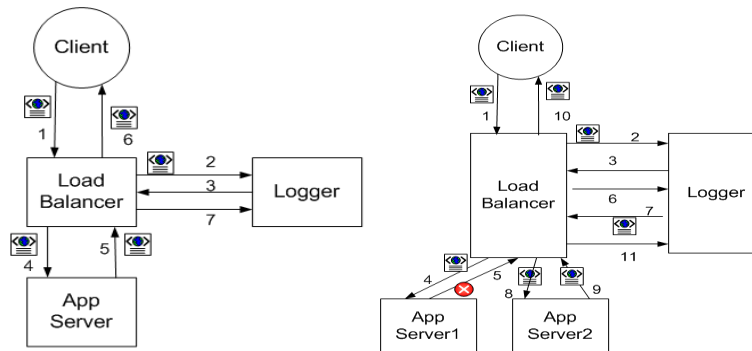 Client
1
6
2
3
7
Load
Balancer
Logger
4
5
App
Server
Client
1
10
2
3
6
7
11
Load
Balancer
Logger
4
5
8
9
App
Server1
App
Server2